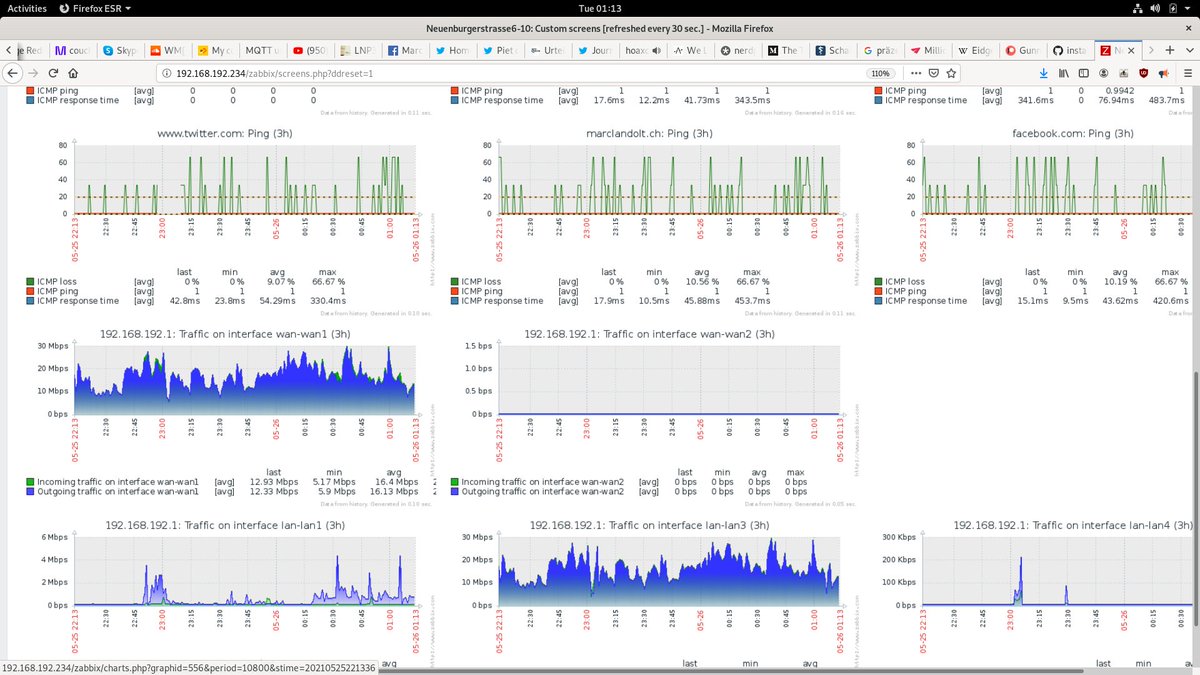 Activities Firefox ESR Tue 01:13
Neuenburgerstrasse6-10: Custom screens [refreshed every 30 sec.] - Mozilla Firefox
ge Red couc Skyp WM My c MQTT u (950 LNP Marc Hom Piet c Urte Jour hoax We L nerd The T Scha präz Millic Eidg Gunr insta Z N
192.168.192.234/zabbix/screens.php?ddreset=1 110%
ICMP ping [avg] 0 0 0 0 ICMP ping [avg] 1 1 1 1 ICMP ping [avg] 1 0 0.9942 1
ICMP response time [avg] 0 0 0 0 ICMP response time [avg] 17.6ms 12.2ms 41.73ms 343.5ms ICMP response time [avg] 341.6ms 0 76.94ms 483.7ms
Data from history. Generated in 0.11 sec. Data from history. Generated in 0.16 sec. Data from
www.twitter.com: Ping (3h) marclandolt.ch: Ping (3h) facebook.com: Ping (3h)
80 80 80
60 60 60
40 40 40
20 20 20
0 0 0
05-25 22:13 22:30 22:45 23:00 23:15 23:30 23:45 05-26 00:15 00:30 00:45 01:00 05-26 01:13 05-25 22:13 22:30 22:45 23:00 23:15 23:30 23:45 05-26 00:15 00:30 00:45 01:00 05-26 01:13 05-25 22:13 22:30 22:45 23:00 23:15 23:30 23:45 05-26 00:15 00:30
http://www.zabbix.com http://www.zabbix.com
last min avg max last min avg max last min avg max
ICMP loss [avg] 0 % 0 % 9.07 % 66.67 % ICMP loss [avg] 0 % 0 % 10.56 % 66.67 % ICMP loss [avg] 0 % 0 % 10.19 % 66.67 %
ICMP ping [avg] 1 1 1 1 ICMP ping [avg] 1 1 1 1 ICMP ping [avg] 1 1 1 1
ICMP response time [avg] 42.8ms 23.8ms 54.29ms 330.4ms ICMP response time [avg] 17.9ms 10.5ms 45.88ms 453.7ms ICMP response time [avg] 15.1ms 9.5ms 43.62ms 420.6ms
Data from history. Generated in 0.10 sec. Data from history. Generated in 0.11 sec. Data from
192.168.192.1: Traffic on interface wan-wan1 (3h) 192.168.192.1: Traffic on interface wan-wan2 (3h)
30 Mbps 1.5 bps
20 Mbps 1.0 bps
10 Mbps 0.5 bps
0 bps 0 bps
05-25 22:13 22:30 22:45 23:00 23:15 23:30 23:45 05-26 00:15 00:30 00:45 01:00 05-26 01:13 05-25 22:13 22:30 22:45 23:00 23:15 23:30 23:45 05-26 00:15 00:30 00:45 01:00 05-26 01:13
http://www.zabbix.com http://www.zabbix.com
last min avg last min avg max
Incoming traffic on interface wan-wan1 [avg] 12.93 Mbps 5.17 Mbps 16.4 Mbps Incoming traffic on interface wan-wan2 [avg] 0 bps 0 bps 0 bps 0 bps
Outgoing traffic on interface wan-wan1 [avg] 12.33 Mbps 5.9 Mbps 16.13 Mbps Outgoing traffic on interface wan-wan2 [avg] 0 bps 0 bps 0 bps 0 bps
Data from history. Generated in 0.10 sec. Data from history. Generated in 0.05 sec.
192.168.192.1: Traffic on interface lan-lan1 (3h) 192.168.192.1: Traffic on interface lan-lan3 (3h) 192.168.192.1: Traffic on interface lan-lan4 (3h)
6 Mbps 30 Mbps 300 Kbps
4 Mbps 20 Mbps 200 Kbps
2 Mbps 10 Mbps 100 Kbps
0 bps 0 bps 0 bps
05-25 22:13 22:30 22:45 23:00 23:15 23:30 23:45 05-26 00:15 00:30 00:45 01:00 05-26 01:13 05-25 22:13 22:30 22:45 23:00 23:15 23:30 23:45 05-26 00:15 00:30 00:45 01:00 05-26 01:13 05-25 22:13 22:30 22:45 23:00 23:15 23:30 23:45 05-26 00:15 00:30
avg last min avg last min av
192.168.192.234/zabbix/charts.php?graphid=556&period=10800&stime=20210525221336